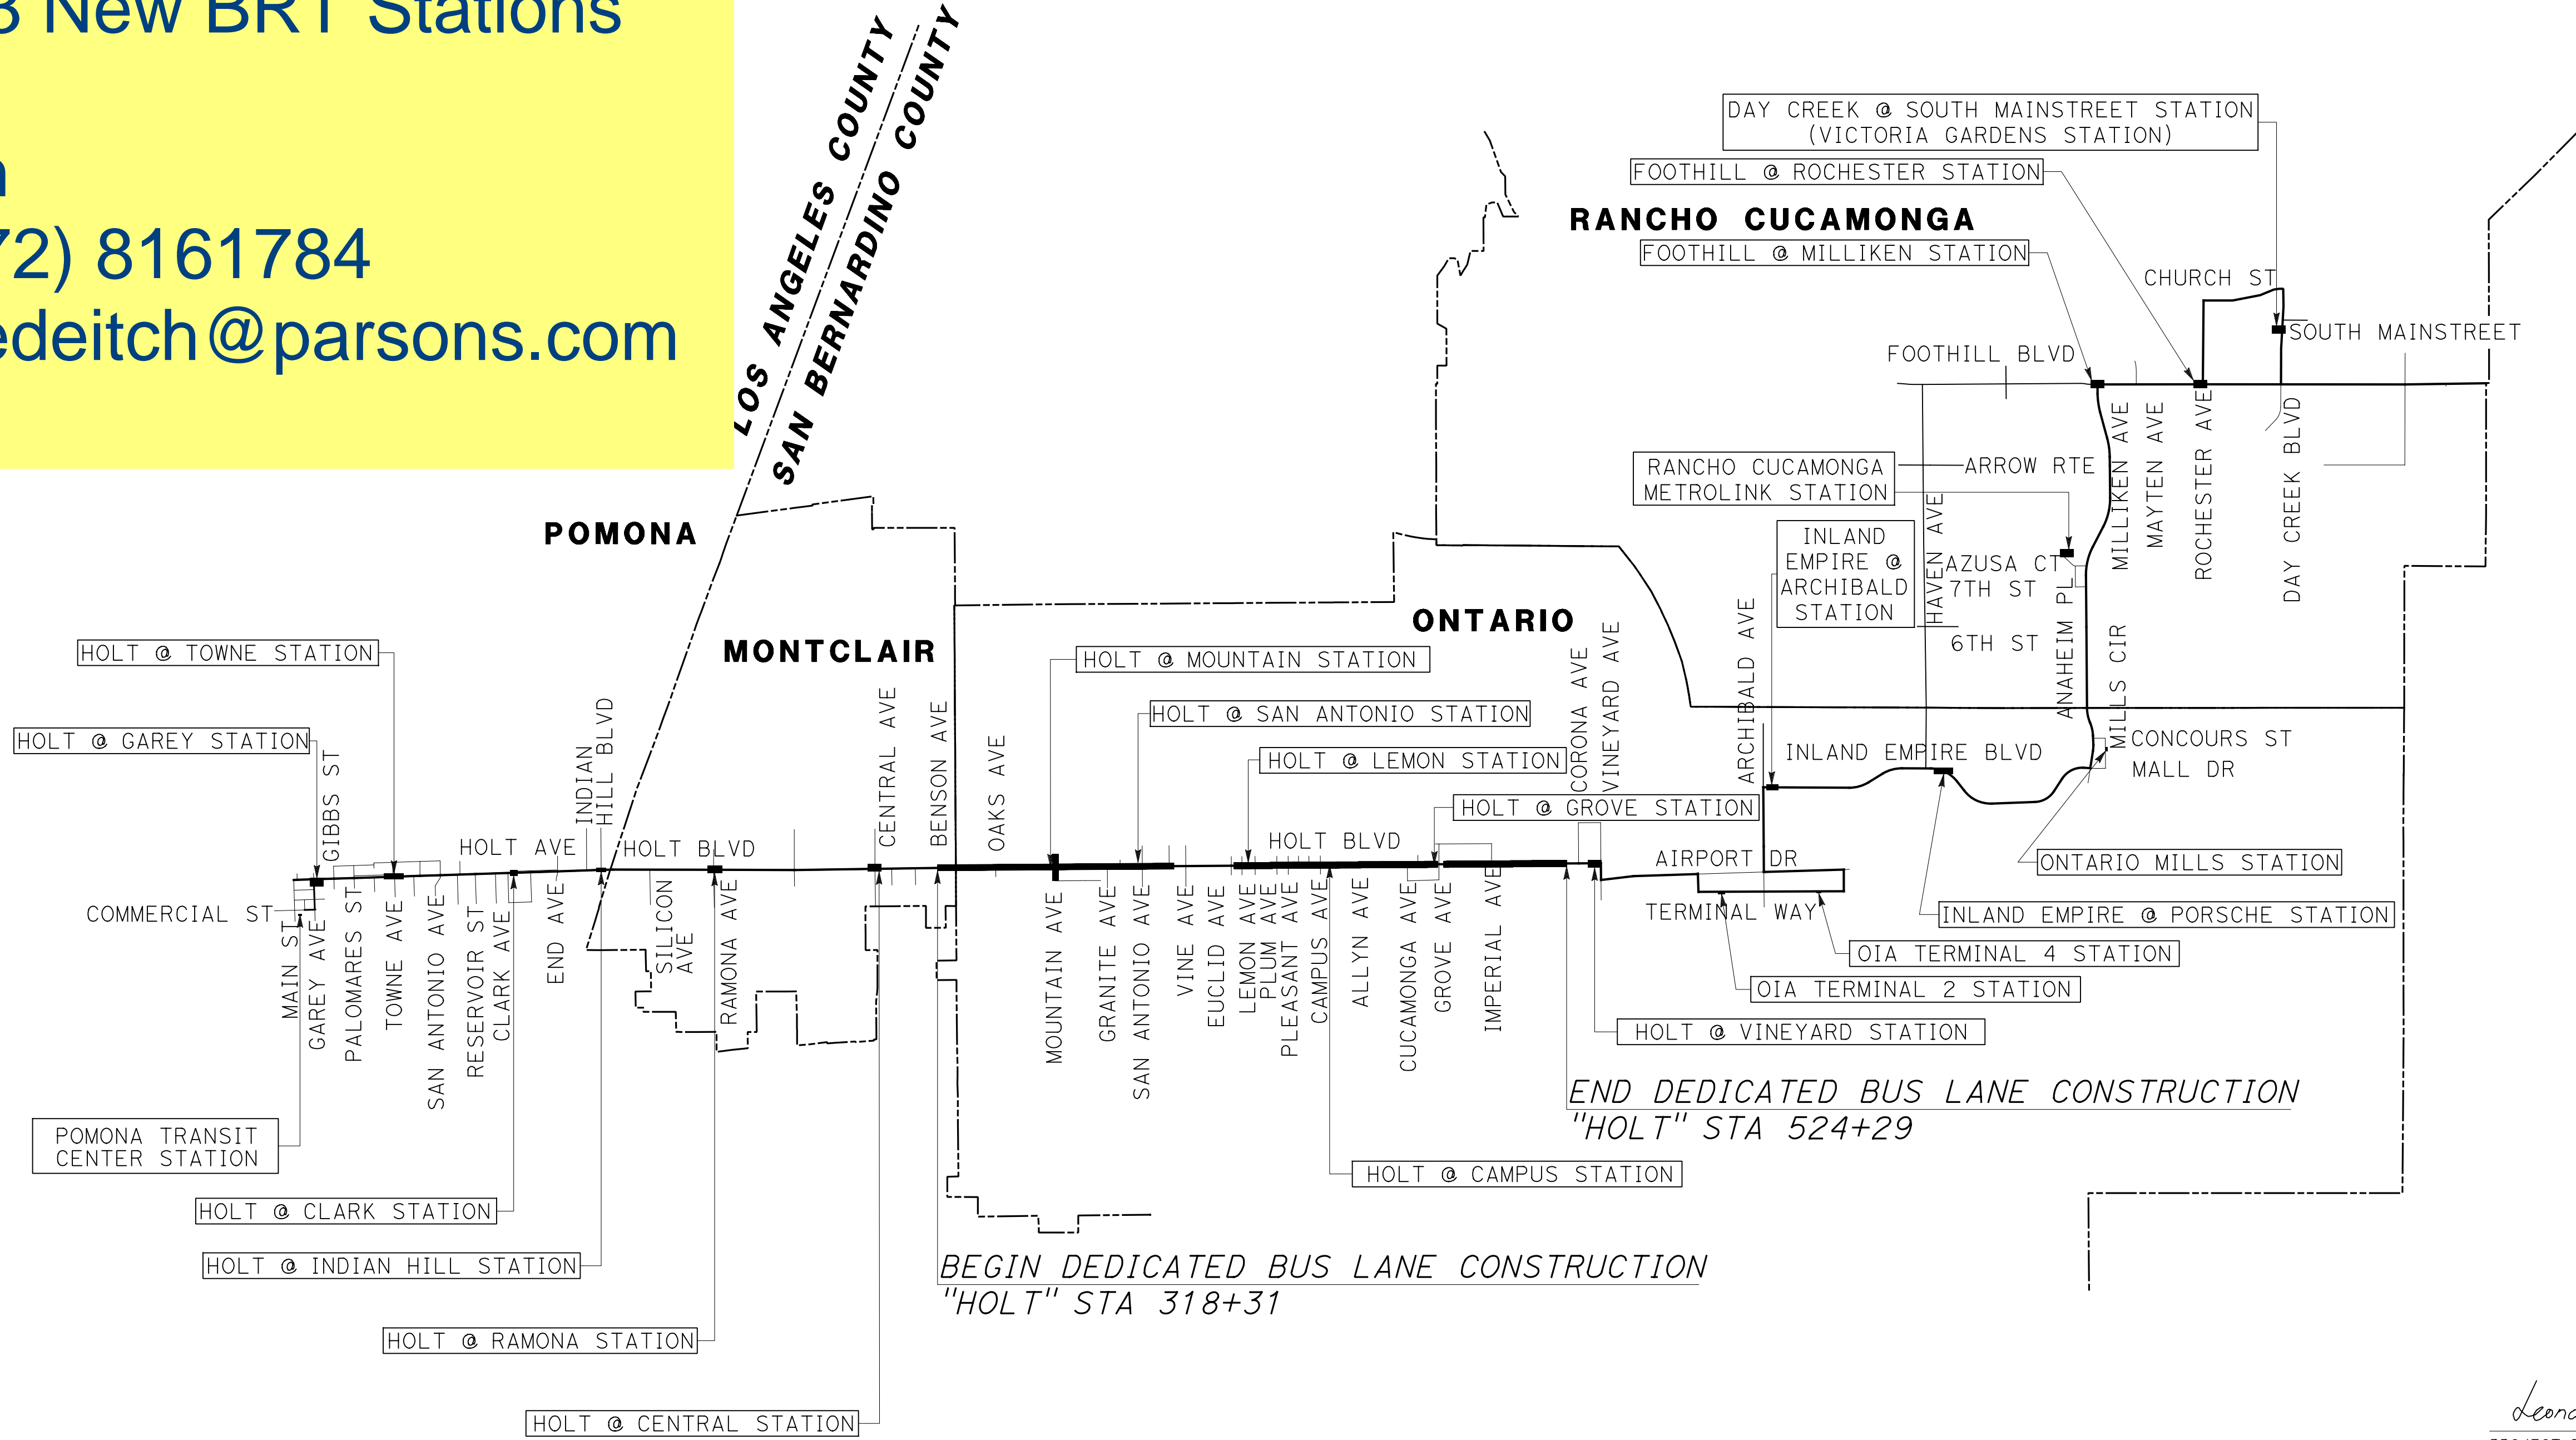 3 New BRT Stations
72) 8161784
edeitch@parsons.com
LOS ANGELES COUNTY
SAN BERNARDINO COUNTY
DAY CREEK @ SOUTH MAINSTREET STATION
(VICTORIA GARDENS STATION)
FOOTHILL @ ROCHESTER STATION
RANCHO CUCAMONGA
FOOTHILL @ MILLIKEN STATION
CHURCH ST
SOUTH MAINSTREET
FOOTHILL BLVD
MILLIKEN AVE
MAYTEN AVE
ROCHESTER AVE
DAY CREEK BLVD
RANCHO CUCAMONGA
METROLINK STATION
ARROW RTE
HAVEN AVE
INLAND
EMPIRE @
ARCHIBALD
STATION
AZUSA CT
7TH ST
6TH ST
ANAHEIM PL
MILLS CIR
POMONA
MONTCLAIR
ONTARIO
HOLT @ TOWNE STATION
HOLT @ MOUNTAIN STATION
HOLT @ GAREY STATION
HOLT @ SAN ANTONIO STATION
HOLT @ LEMON STATION
HOLT @ GROVE STATION
GIBBS ST
INDIAN
HILL BLVD
CENTRAL AVE
BENSON AVE
OAKS AVE
CORONA AVE
VINEYARD AVE
ARCHIBALD AVE
INLAND EMPIRE BLVD
CONCOURS ST
MALL DR
HOLT AVE
HOLT BLVD
HOLT BLVD
AIRPORT DR
ONTARIO MILLS STATION
COMMERCIAL ST
TERMINAL WAY
INLAND EMPIRE @ PORSCHE STATION
OIA TERMINAL 4 STATION
OIA TERMINAL 2 STATION
HOLT @ VINEYARD STATION
MAIN ST
GAREY AVE
PALOMARES ST
TOWNE AVE
SAN ANTONIO AVE
RESERVOIR ST
CLARK AVE
END AVE
SILICON
AVE
RAMONA AVE
MOUNTAIN AVE
GRANITE AVE
SAN ANTONIO AVE
VINE AVE
EUCLID AVE
LEMON AVE
PLUM AVE
PLEASANT AVE
CAMPUS AVE
ALLYN AVE
CUCAMONGA AVE
GROVE AVE
IMPERIAL AVE
END DEDICATED BUS LANE CONSTRUCTION
"HOLT" STA 524+29
POMONA TRANSIT
CENTER STATION
HOLT @ CAMPUS STATION
HOLT @ CLARK STATION
HOLT @ INDIAN HILL STATION
BEGIN DEDICATED BUS LANE CONSTRUCTION
"HOLT" STA 318+31
HOLT @ RAMONA STATION
HOLT @ CENTRAL STATION